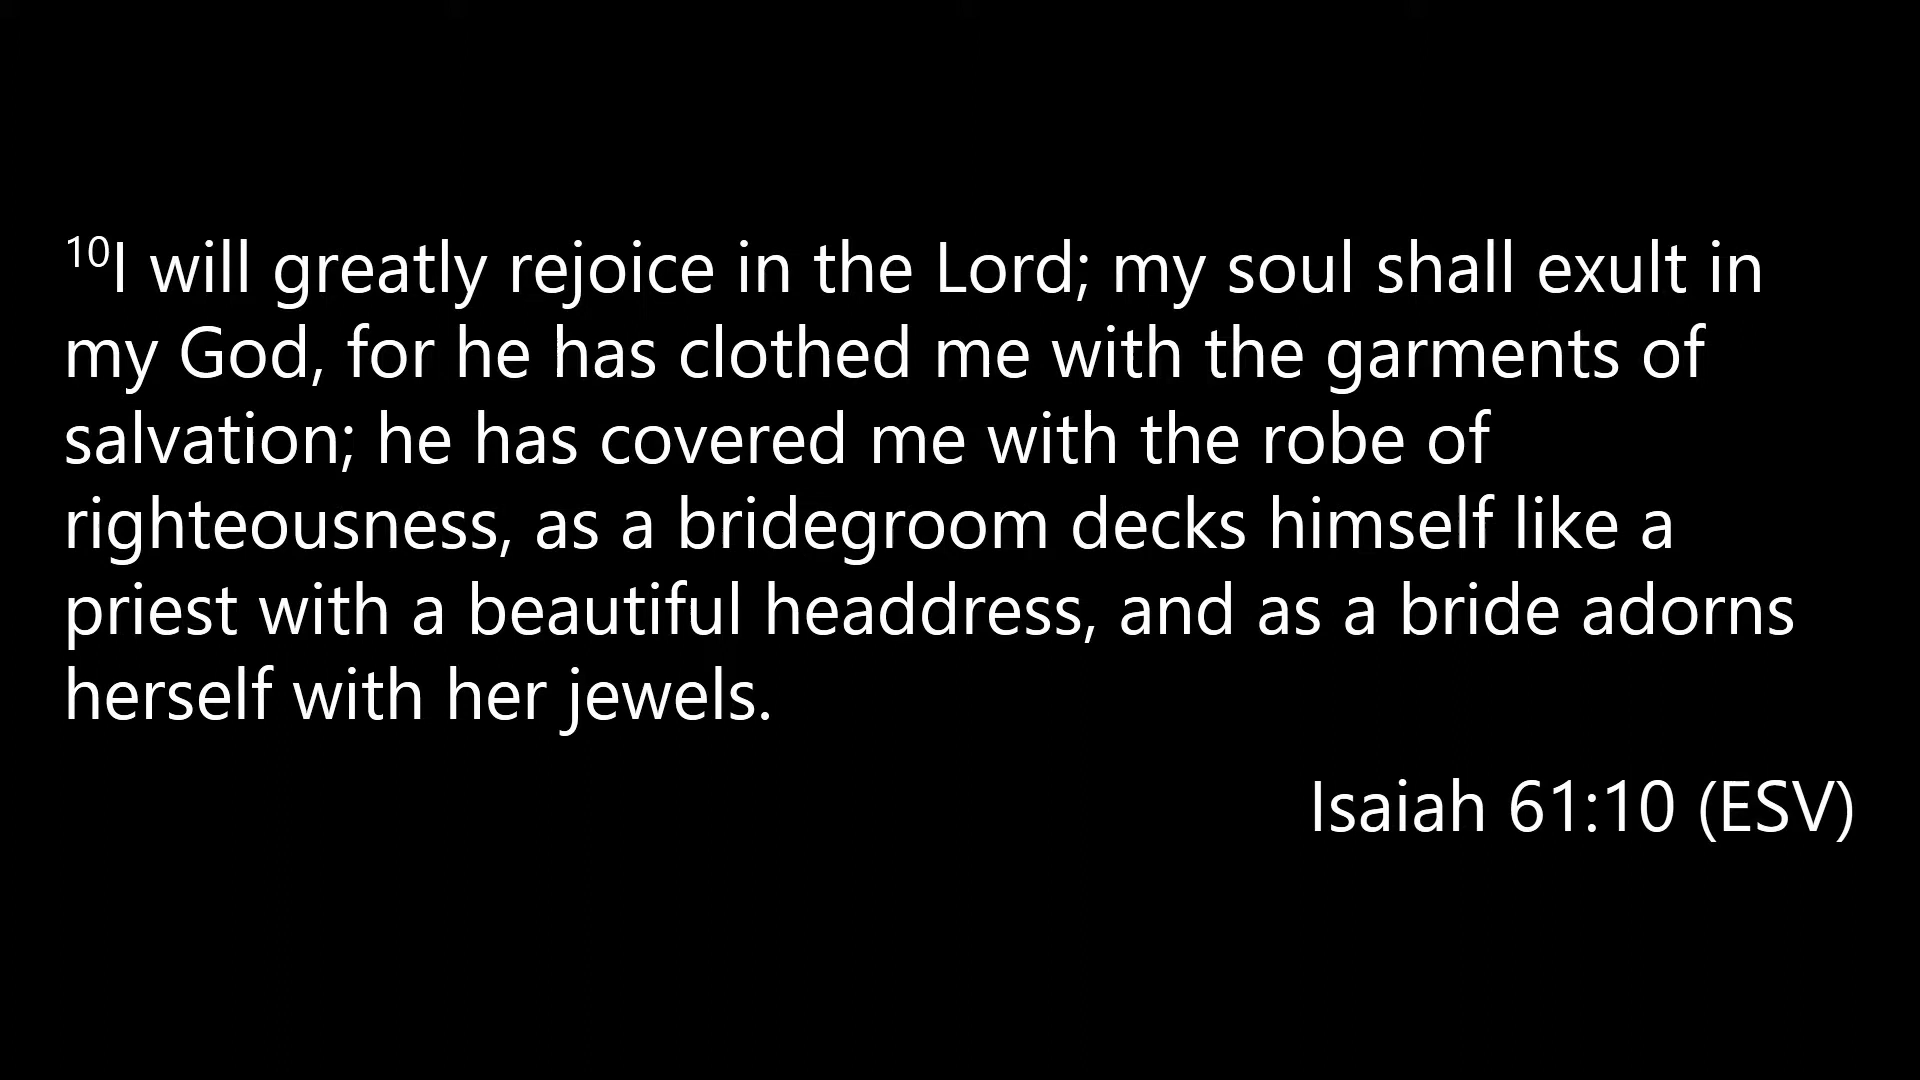 ¹⁰I will greatly rejoice in the Lord; my soul shall exult in
my God, for he has clothed me with the garments of
salvation; he has covered me with the robe of
righteousness, as a bridegroom decks himself like a
priest with a beautiful headdress, and as a bride adorns
herself with her jewels.
Isaiah 61:10 (ESV)